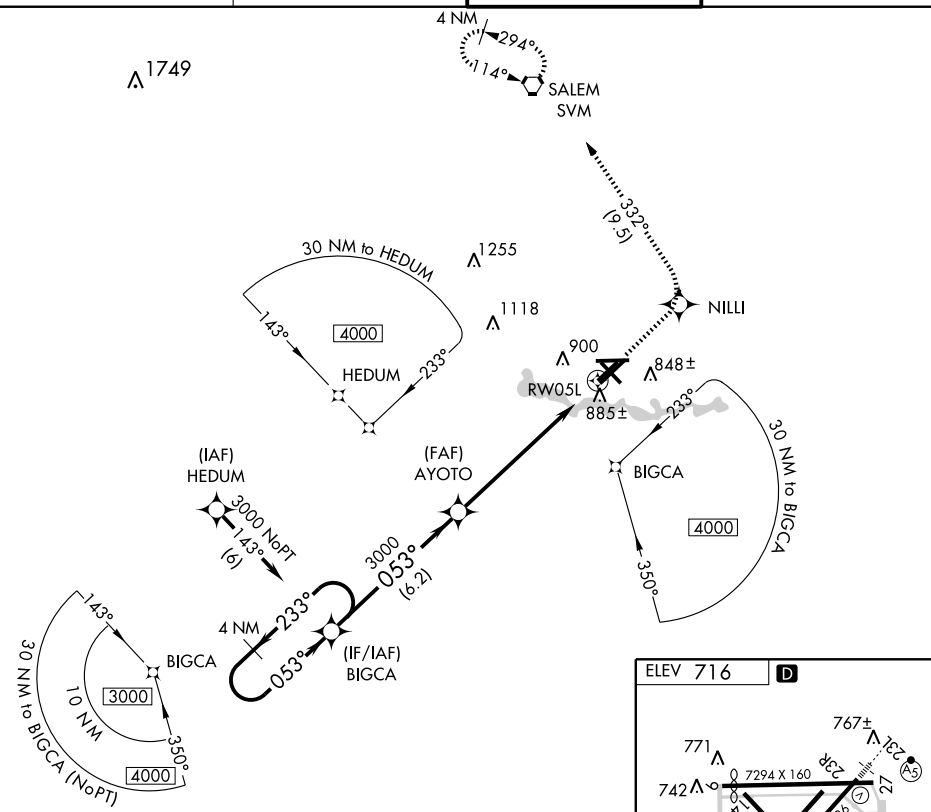 4 NM
294°
114°
SALEM
SVM
1749
332°
(9.5)
30 NM to HEDUM
1255
143°
4000
233°
1118
NILLI
HEDUM
900
848±
RW05L
885±
233°
(IAF)
HEDUM
(FAF)
AYOTO
BIGCA
30 NM to BIGCA
4000
350°
3000 NoPT
143°
(6)
3000
053°
(6.2)
233°
4 NM
053°
(IF/IAF)
BIGCA
143°
BIGCA
3000
10 NM
350°
4000
30 NM to BIGCA (NoPT)
ELEV 716
D
767±
771
23L
23R
A5
7294 X 160
742
9
27
V